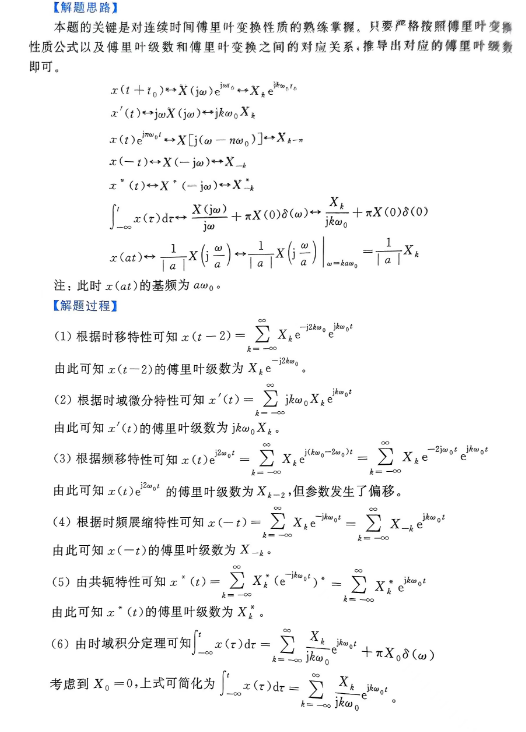 【解题思路】
本题的关键是对连续时间傅里叶变换性质的熟练掌握。只要严格按照傅里叶变换
性质公式以及傅里叶级数和傅里叶变换之间的对应关系,推导出对应的傅里叶级数
即可。
x(t+t₀)↔X(jω)e^{jωt₀}↔X_k e^{jkω₀t₀}
x′(t)↔jωX(jω)↔jkω₀X_k
x(t)e^{jnω₀t}↔X[j(ω−nω₀)]↔X_{k−n}
x(−t)↔X(−jω)↔X_{−k}
x*(t)↔X*(−jω)↔X*_{−k}
∫_{−∞}^{t} x(τ)dτ↔X(jω)/jω+πX(0)δ(ω)↔X_k/jkω₀+πX(0)δ(0)
x(at)↔1/|a| X(j ω/a)↔1/|a| X(j ω/a)|_{ω=kaω₀}=1/|a| X_k
注:此时 x(at)的基频为 aω₀。
【解题过程】
(1) 根据时移特性可知 x(t−2)=∑_{k=−∞}^{∞} X_k e^{−j2kω₀} e^{jkω₀t}
由此可知 x(t−2)的傅里叶级数为 X_k e^{−j2kω₀}。
(2) 根据时域微分特性可知 x′(t)=∑_{k=−∞}^{∞} jkω₀X_k e^{jkω₀t}
由此可知 x′(t)的傅里叶级数为 jkω₀X_k。
(3) 根据频移特性可知 x(t)e^{j2ω₀t}=∑_{k=−∞}^{∞} X_k e^{j(kω₀−2ω₀)t}=∑_{k=−∞}^{∞} X_k e^{−2jω₀t} e^{jkω₀t}
由此可知 x(t)e^{j2ω₀t} 的傅里叶级数为 X_{k−2},但参数发生了偏移。
(4) 根据时频展缩特性可知 x(−t)=∑_{k=−∞}^{∞} X_k e^{−jkω₀t}=∑_{k=−∞}^{∞} X_{−k} e^{jkω₀t}
由此可知 x(−t)的傅里叶级数为 X_{−k}。
(5) 由共轭特性可知 x*(t)=∑_{k=−∞}^{∞} X_k*(e^{−jkω₀t})*=∑_{k=−∞}^{∞} X_k* e^{jkω₀t}
由此可知 x*(t)的傅里叶级数为 X_k*。
(6) 由时域积分定理可知∫_{−∞}^{t} x(τ)dτ=∑_{k=−∞}^{∞} X_k/jkω₀ e^{jkω₀t}+πX₀δ(ω)
考虑到 X₀=0,上式可简化为∫_{−∞}^{t} x(τ)dτ=∑_{k=−∞}^{∞} X_k/jkω₀ e^{jkω₀t}。